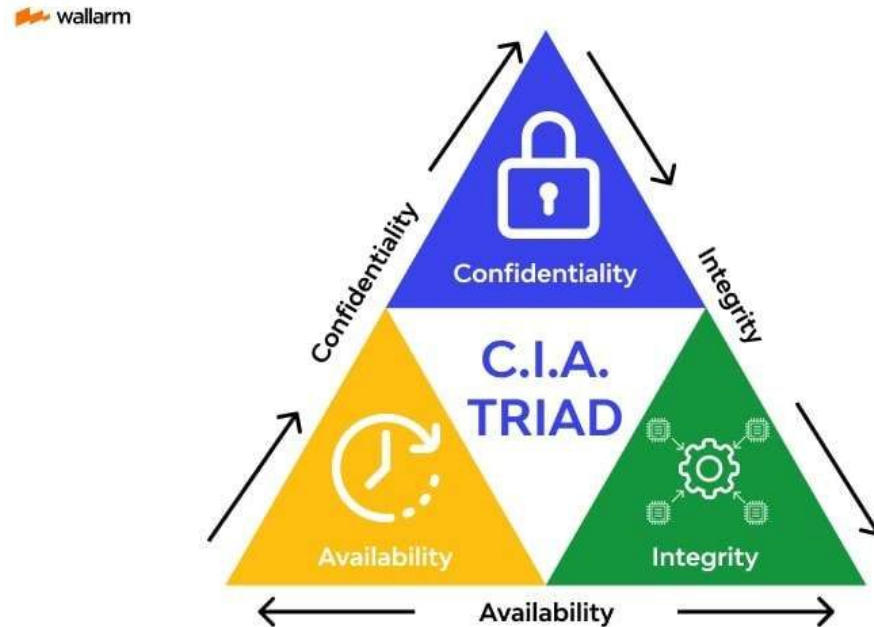 wallarm
Confidentiality
Confidentiality
Integrity
C.I.A.
TRIAD
Availability
Integrity
Availability